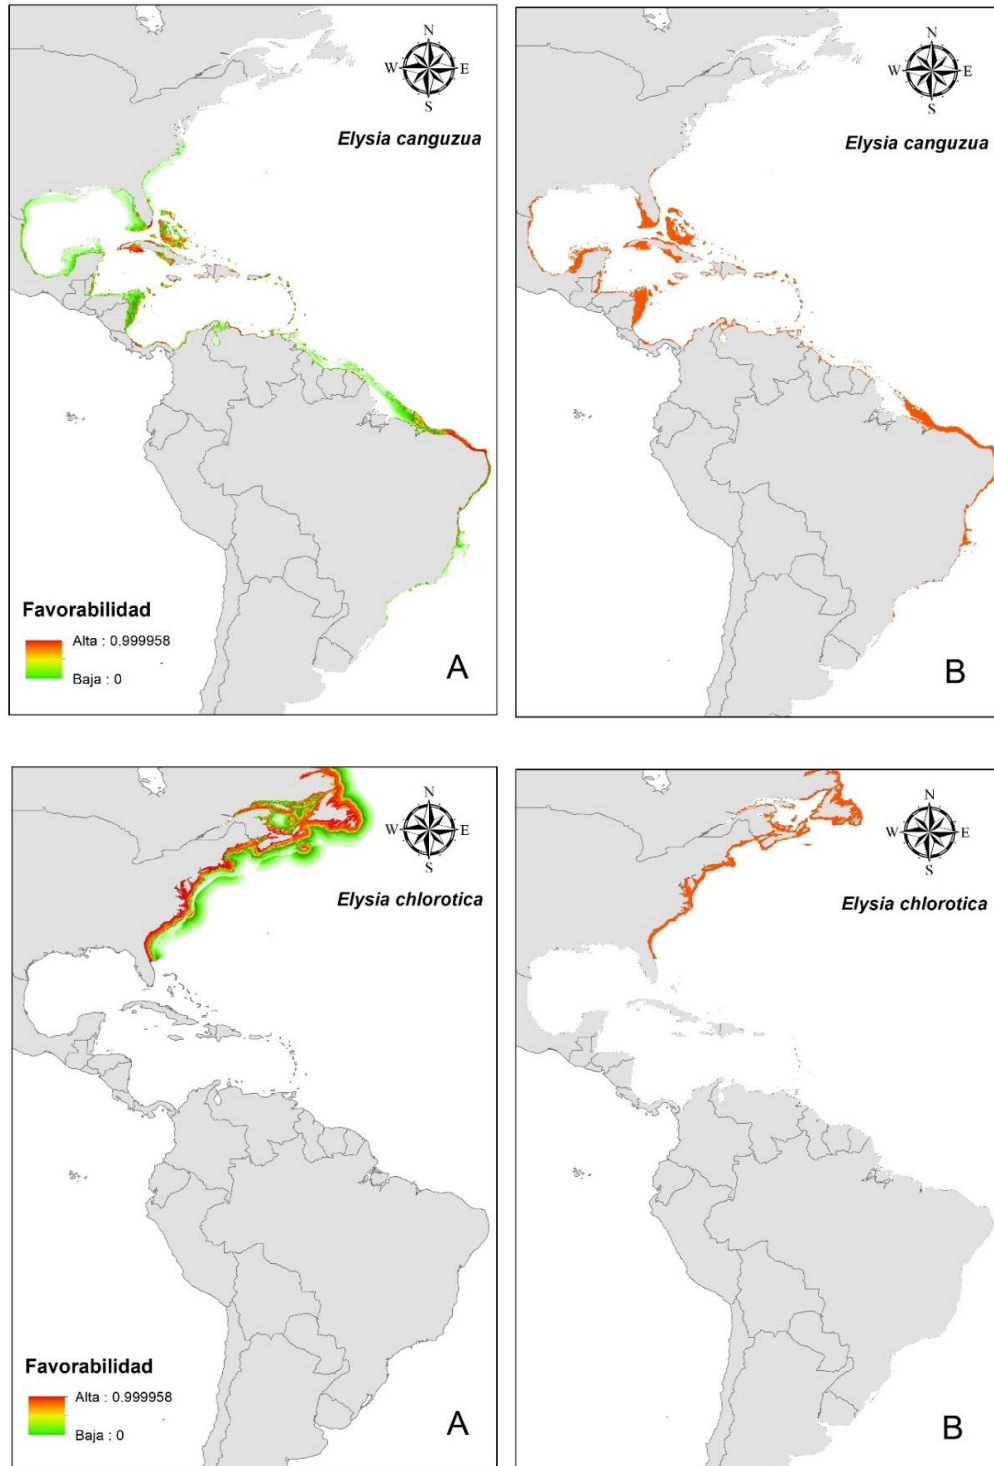 N
W E
S
Elysia canguzua
Favorabilidad
Alta : 0.999958
Baja : 0
A
N
W E
S
Elysia canguzua
B
N
W E
S
Elysia chlorotica
Favorabilidad
Alta : 0.999958
Baja : 0
A
N
W E
S
Elysia chlorotica
B